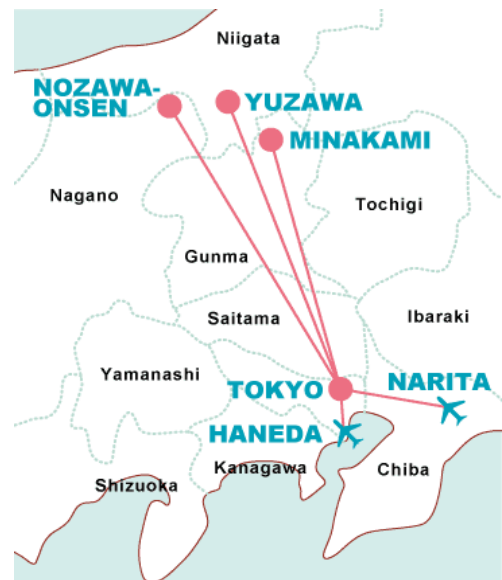 Niigata
NOZAWA-
ONSEN
YUZAWA
MINAKAMI
Nagano
Tochigi
Gunma
Saitama
Ibaraki
Yamanashi
TOKYO
NARITA
HANEDA
Kanagawa
Chiba
Shizuoka